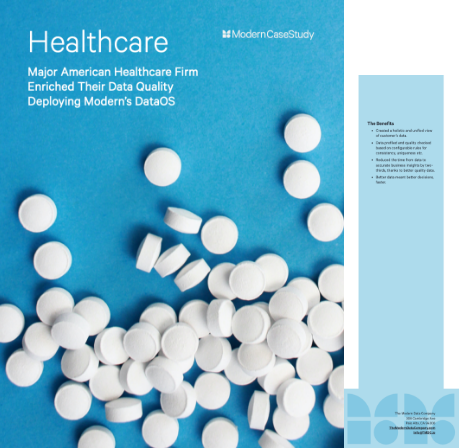 Healthcare
ModernCaseStudy
Major American Healthcare Firm
Enriched Their Data Quality
Deploying Modern's DataOS
The Benefits
Created a holistic and unified view
of customer's data.
Data profiled and quality checked
based on configurable rules for
consistency, uniqueness etc.
Reduced the time from data to
accurate business insights by two-
thirds, thanks to better quality data.
Better data meant better decisions,
faster.
The Modern Data Company